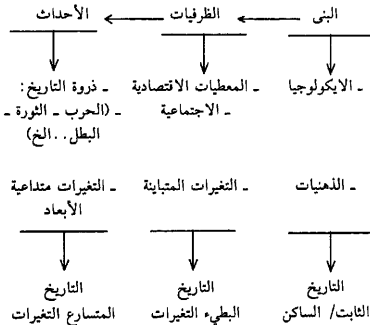 البنى الظرفيات الأحداث
ـ الايكولوجيا ـ المعطيات الاقتصادية ـ ذروة التاريخ:
ـ الاجتماعية ـ (الحرب ـ الثورة ـ
البطل..الخ)
ـ الذهنيات ـ التغيرات المتباينة ـ التغيرات متداعية
الأبعاد
التاريخ التاريخ التاريخ
الثابت/ الساكن البطيء التغيرات المتسارع التغيرات